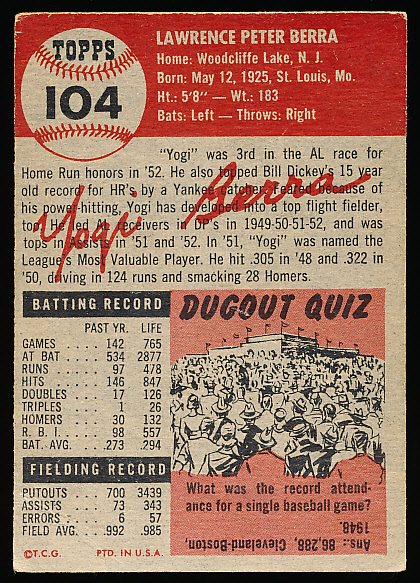 TOPPS
104
LAWRENCE PETER BERRA
Home: Woodcliffe Lake, N. J.
Born: May 12, 1925, St. Louis, Mo.
Ht.: 5'8" — Wt.: 183
Bats: Left — Throws: Right
"Yogi" was 3rd in the AL race for
Home Run honors in '52. He also topped Bill Dickey's 15 year
old record for HR's by a Yankee catcher. Feared because of
his power-hitting, Yogi has developed into a top flight fielder,
too. He led AL receivers in DP's in 1949-50-51-52, and was
tops in Assists in '51 and '52. In '51, "Yogi" was named the
League's Most Valuable Player. He hit .305 in '48 and .322 in
'50, driving in 124 runs and smacking 28 Homers.
Yogi Berra
BATTING RECORD
PAST YR. LIFE
GAMES . . . 142 765
AT BAT . . . 534 2877
RUNS . . . 97 478
HITS . . . 146 847
DOUBLES . . 17 126
TRIPLES . . . 1 26
HOMERS . . 30 132
R. B. I. . . . 98 557
BAT. AVG. . . .273 .294
FIELDING RECORD
PUTOUTS . . 700 3439
ASSISTS . . . 73 343
ERRORS . . . 6 57
FIELD AVG. .992 .985
©T.C.G. PTD. IN U.S.A.
DUGOUT QUIZ
What was the record attend-
ance for a single baseball game?
Ans.: 86,288, Cleveland-Boston,
1948.